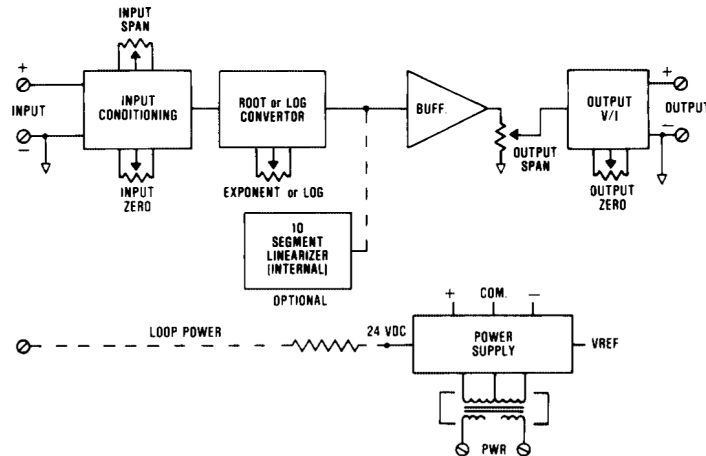 INPUT
SPAN
+
INPUT
−
INPUT
CONDITIONING
INPUT
ZERO
ROOT or LOG
CONVERTOR
EXPONENT or LOG
10
SEGMENT
LINEARIZER
(INTERNAL)
OPTIONAL
BUFF.
OUTPUT
SPAN
OUTPUT
V/I
OUTPUT
ZERO
+
OUTPUT
−
LOOP POWER
24 VDC
+ COM. −
POWER
SUPPLY
VREF
PWR